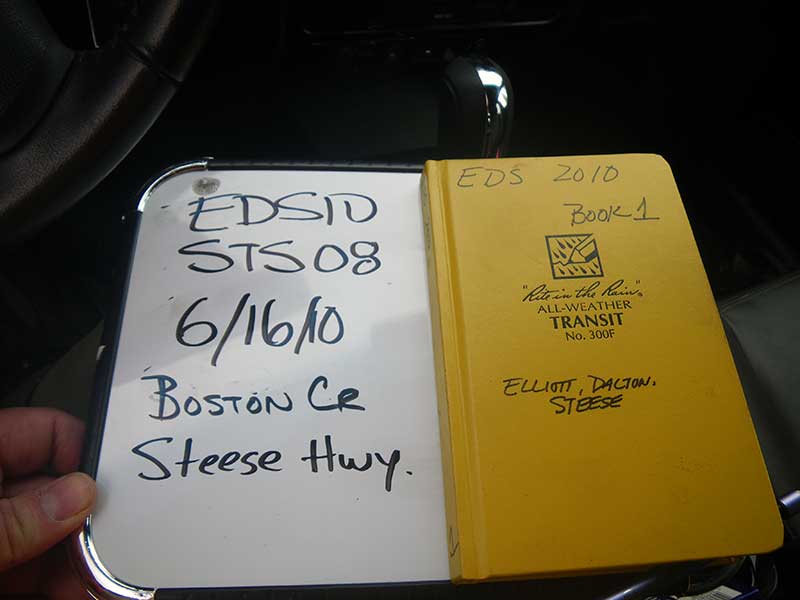 EDS10
STS08
6/16/10
Boston Cr
Steese Hwy.
EDS 2010
Book 1
"Rite in the Rain"®
ALL-WEATHER
TRANSIT
No. 300F
Elliott, Dalton.
Steese